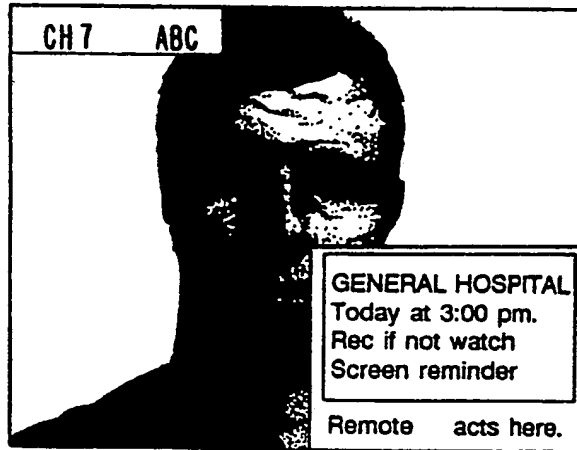 CH 7 ABC
GENERAL HOSPITAL
Today at 3:00 pm.
Rec if not watch
Screen reminder
Remote acts here.